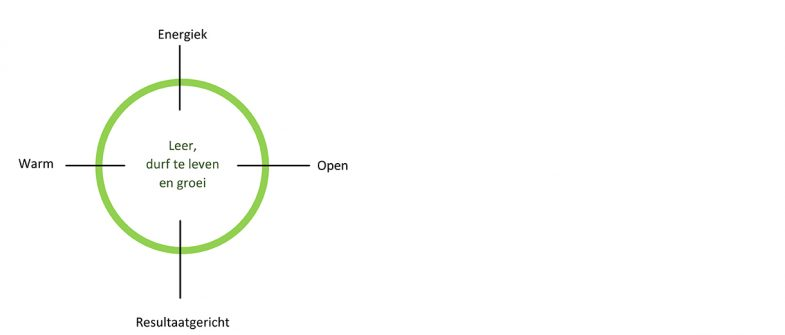 Energiek
Leer,
durf te leven
en groei
Warm
Open
Resultaatgericht